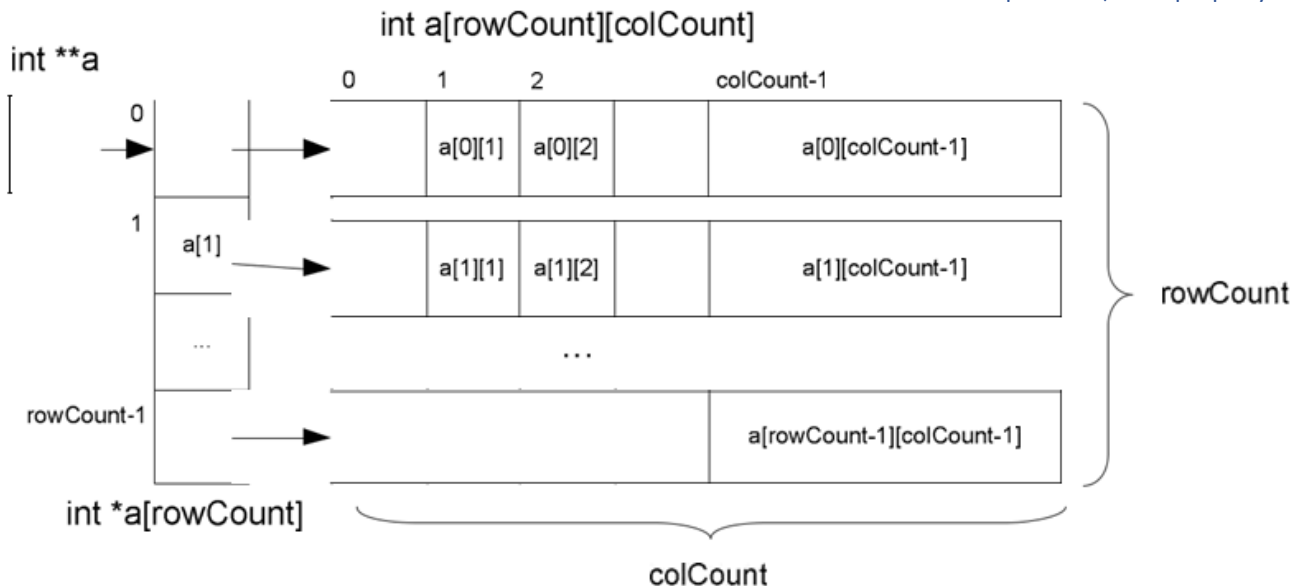 int a[rowCount][colCount]
int **a
0 1 2 colCount-1
0
a[0][1] a[0][2] a[0][colCount-1]
1
a[1]
a[1][1] a[1][2] a[1][colCount-1]
rowCount
...
...
rowCount-1
a[rowCount-1][colCount-1]
int *a[rowCount]
colCount